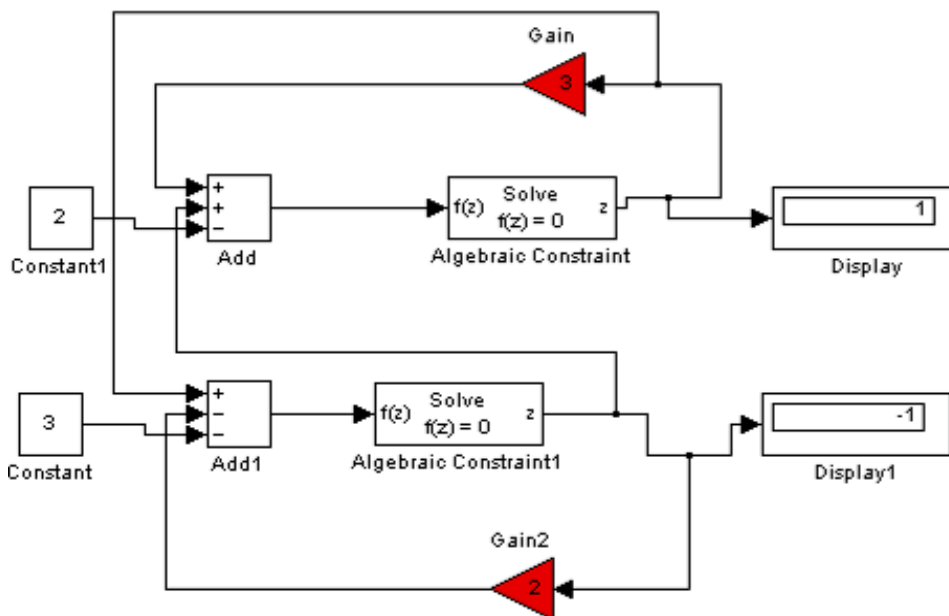 Gain
3
+
+
−
Add
2
Constant1
f(z)
Solve
f(z) = 0
z
Algebraic Constraint
1
Display
+
−
−
Add1
3
Constant
f(z)
Solve
f(z) = 0
z
Algebraic Constraint1
-1
Display1
Gain2
2